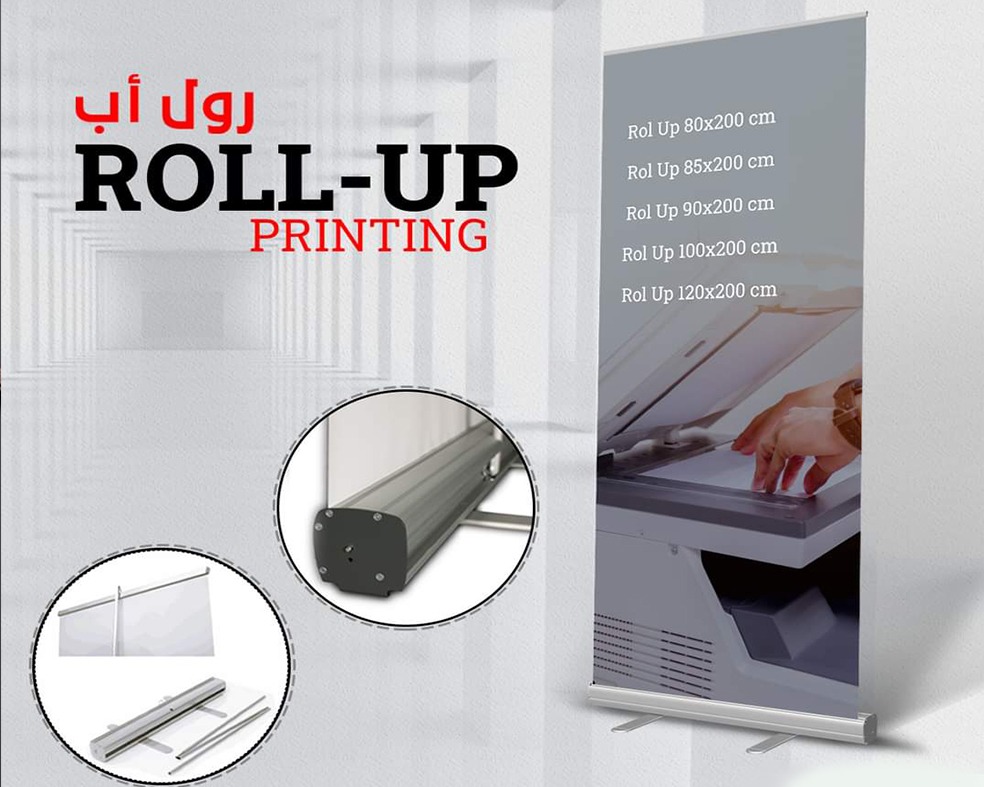 رول أب
ROLL-UP
PRINTING
Rol Up 80x200 cm
Rol Up 85x200 cm
Rol Up 90x200 cm
Rol Up 100x200 cm
Rol Up 120x200 cm